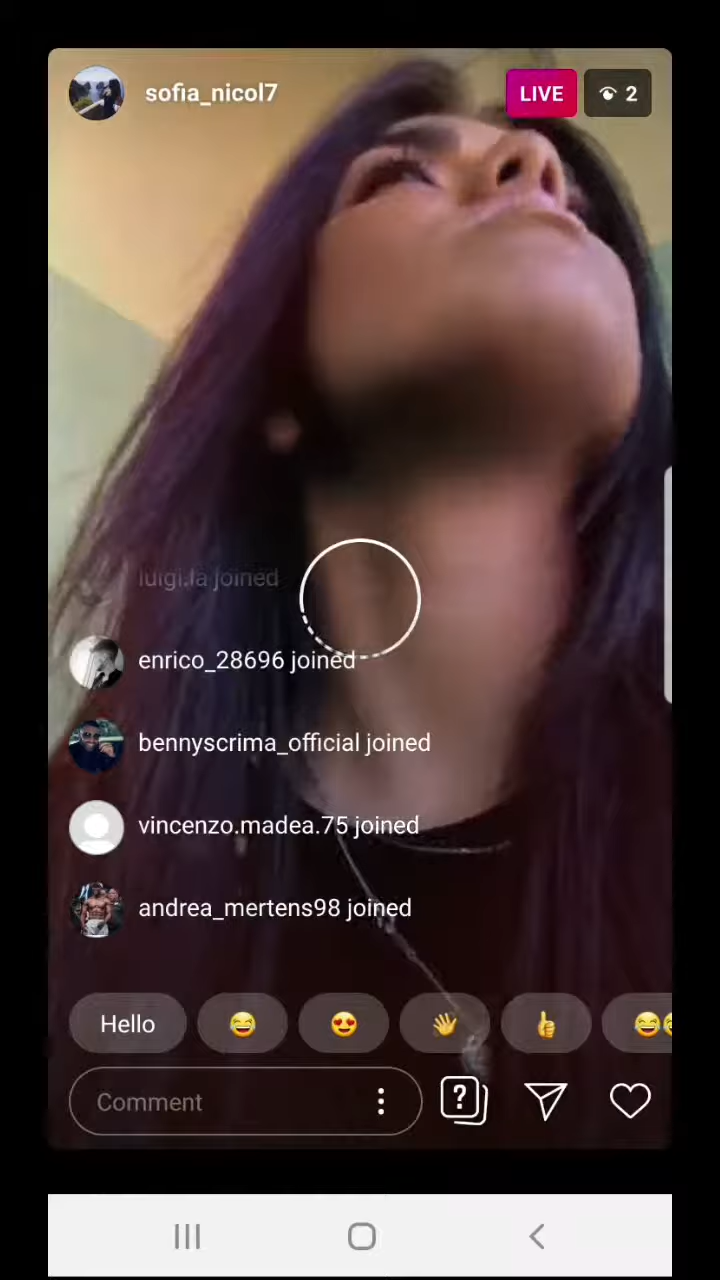 sofia_nicol7
LIVE
2
luigi.la joined
enrico_28696 joined
bennyscrima_official joined
vincenzo.madea.75 joined
andrea_mertens98 joined
Hello
Comment
?